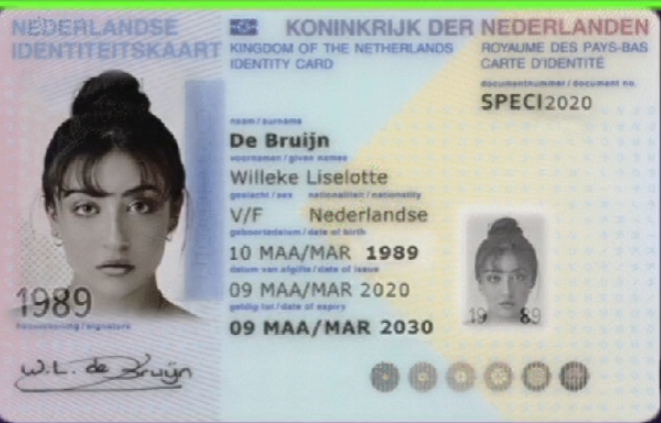 NEDERLANDSE
IDENTITEITSKAART
KONINKRIJK DER NEDERLANDEN
KINGDOM OF THE NETHERLANDS
IDENTITY CARD
ROYAUME DES PAYS-BAS
CARTE D'IDENTITÉ
documentnummer / document no.
SPECI2020
naam / surname
De Bruijn
voornamen / given names
Willeke Liselotte
geslacht / sex nationaliteit / nationality
V/F Nederlandse
geboortedatum / date of birth
10 MAA/MAR 1989
datum van afgifte / date of issue
09 MAA/MAR 2020
geldig tot / date of expiry
09 MAA/MAR 2030
1989
handtekening / signature
W.L. de Bruijn
19 89